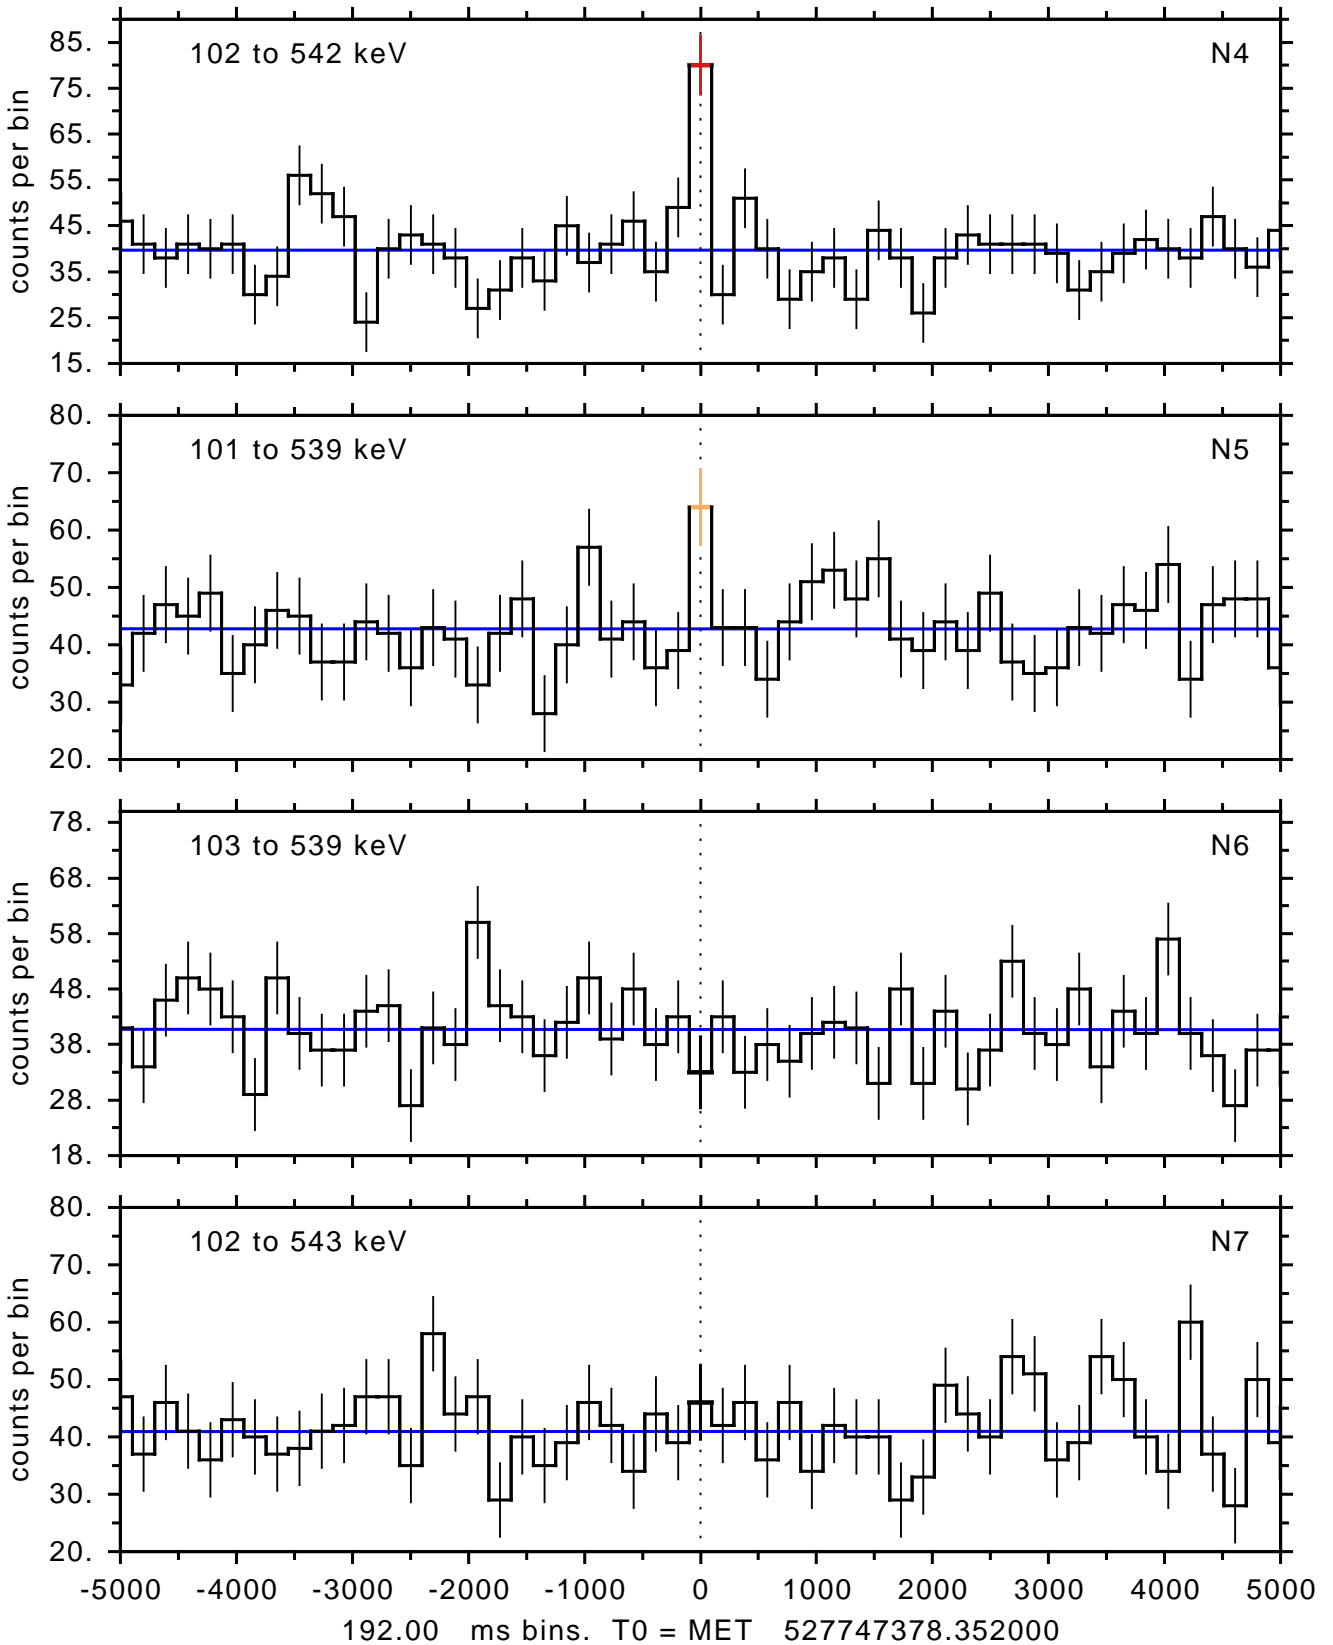 102 to 542 keV N4
85.
75.
65.
55.
45.
35.
25.
15.
counts per bin
101 to 539 keV N5
80.
70.
60.
50.
40.
30.
20.
counts per bin
103 to 539 keV N6
78.
68.
58.
48.
38.
28.
18.
counts per bin
102 to 543 keV N7
80.
70.
60.
50.
40.
30.
20.
counts per bin
-5000 -4000 -3000 -2000 -1000 0 1000 2000 3000 4000 5000
192.00 ms bins. T0 = MET 527747378.352000